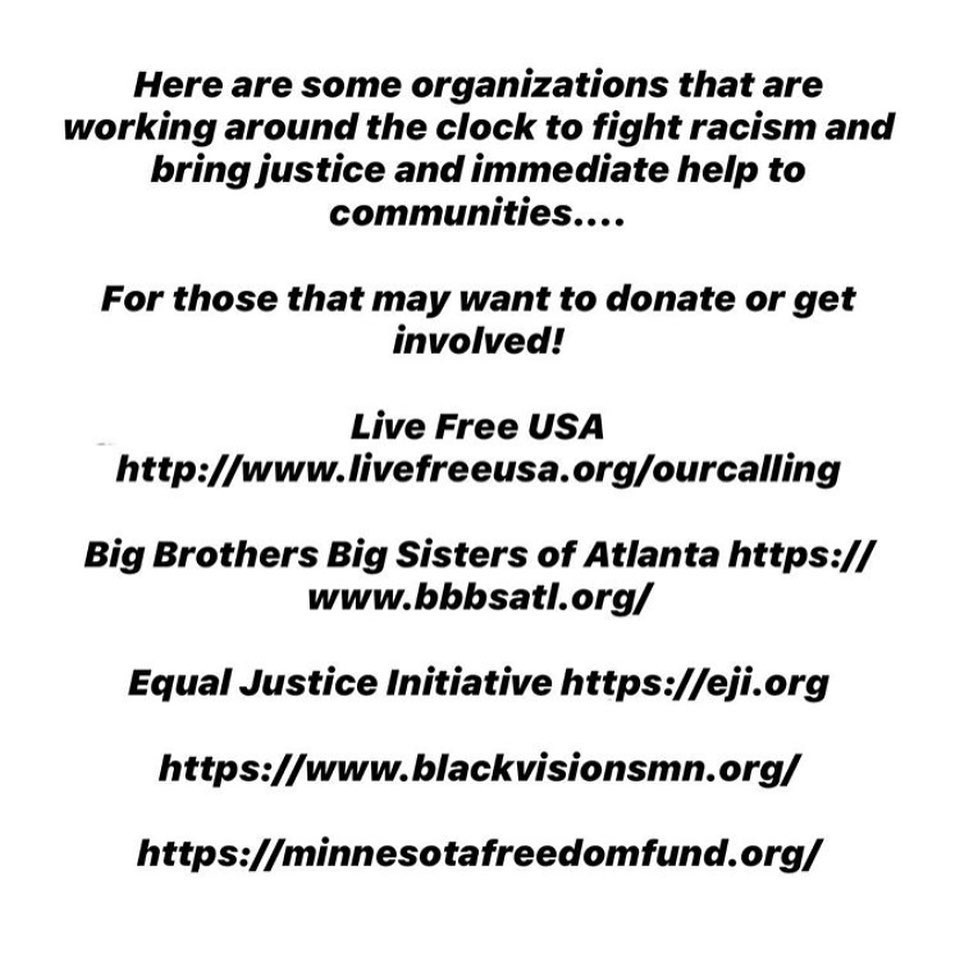 Here are some organizations that are
working around the clock to fight racism and
bring justice and immediate help to
communities....
For those that may want to donate or get
involved!
Live Free USA
http://www.livefreeusa.org/ourcalling
Big Brothers Big Sisters of Atlanta https://
www.bbbsatl.org/
Equal Justice Initiative https://eji.org
https://www.blackvisionsmn.org/
https://minnesotafreedomfund.org/